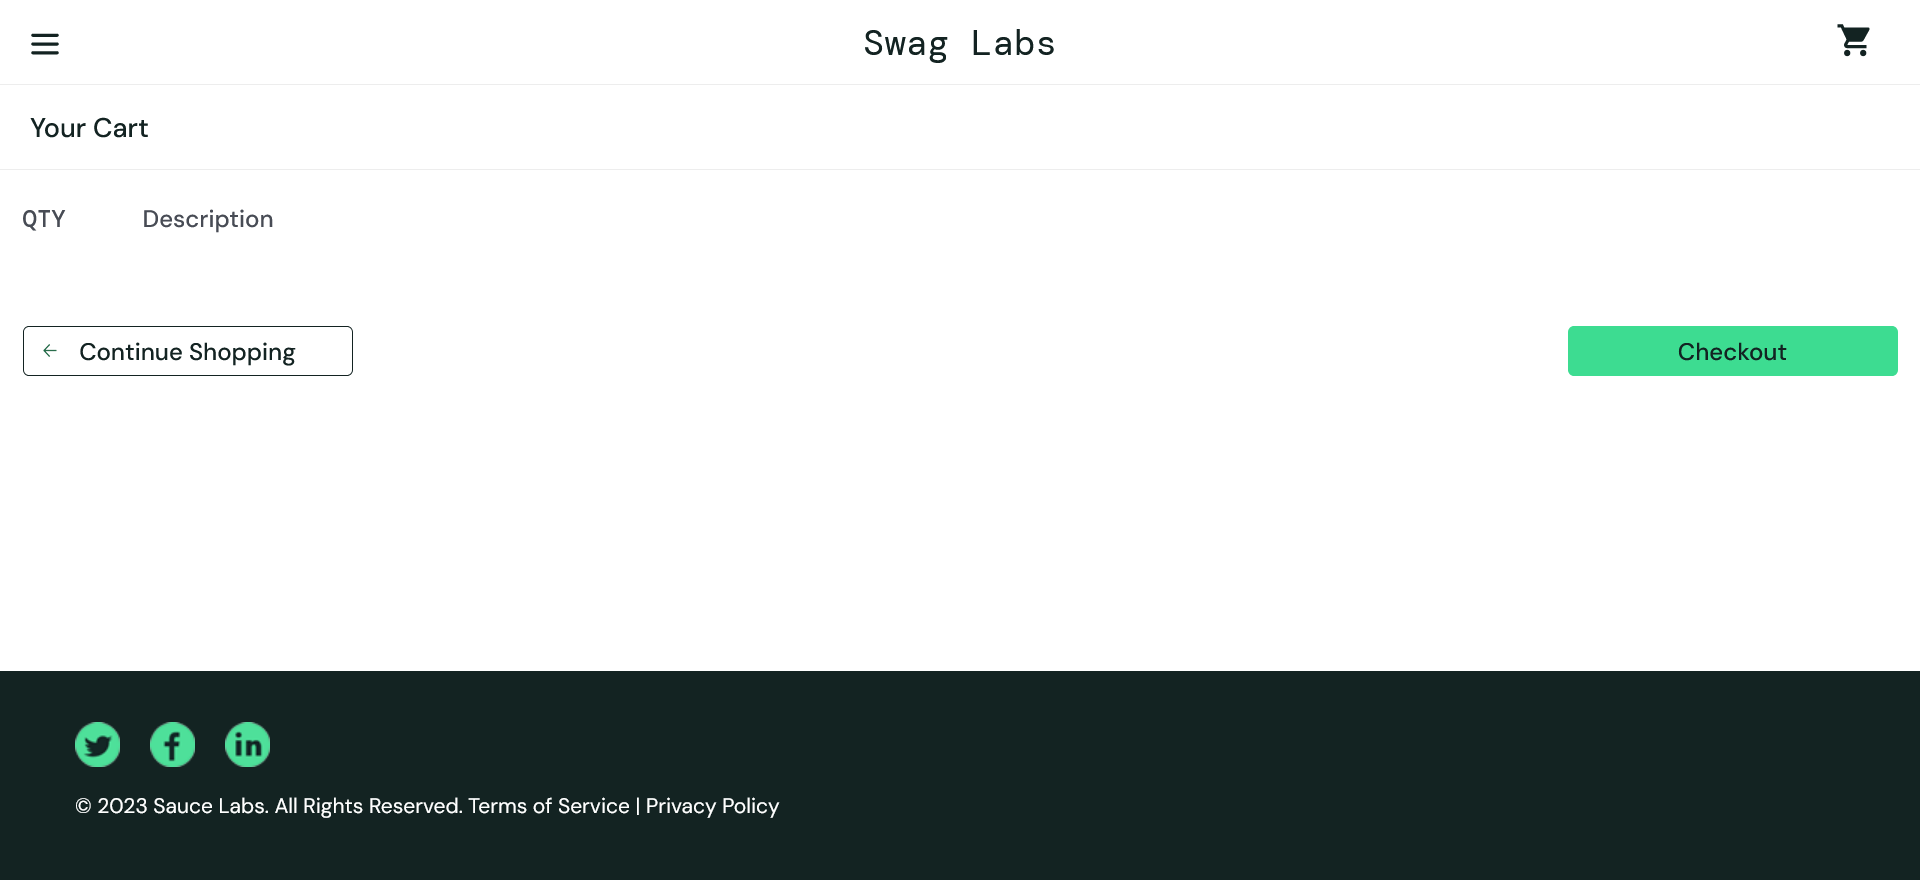 Swag Labs
Your Cart
QTY Description
Continue Shopping
Checkout
© 2023 Sauce Labs. All Rights Reserved. Terms of Service | Privacy Policy